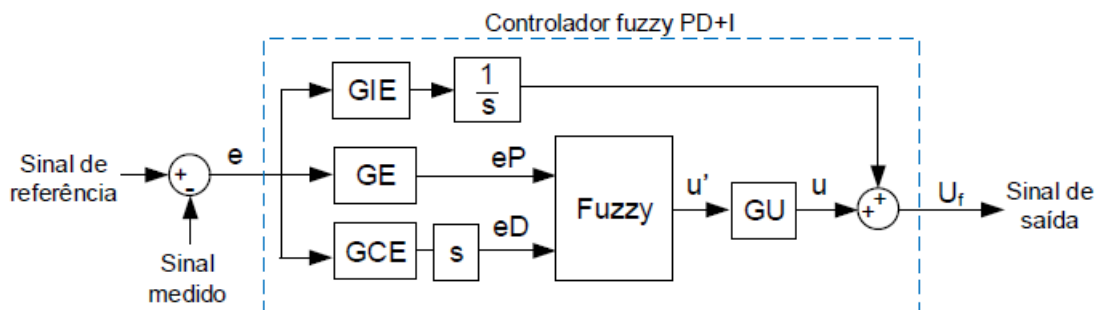 Controlador fuzzy PD+I
GIE
1
s
Sinal de
referência
+
-
e
GE
eP
Fuzzy
u'
GU
u
+
+
U_f
Sinal de
saída
GCE
s
eD
Sinal
medido